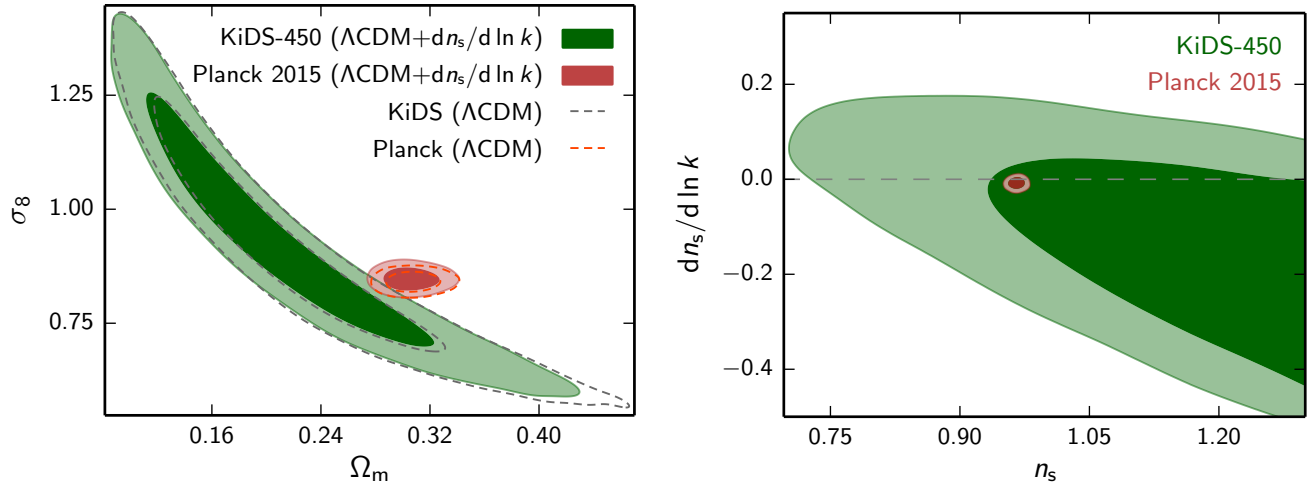 KiDS-450 (ΛCDM+dnₛ/d ln k)
Planck 2015 (ΛCDM+dnₛ/d ln k)
KiDS (ΛCDM)
Planck (ΛCDM)
1.25
1.00
0.75
σ₈
0.16 0.24 0.32 0.40
Ωₘ
KiDS-450
Planck 2015
0.2
0.0
−0.2
−0.4
dnₛ/d ln k
0.75 0.90 1.05 1.20
nₛ